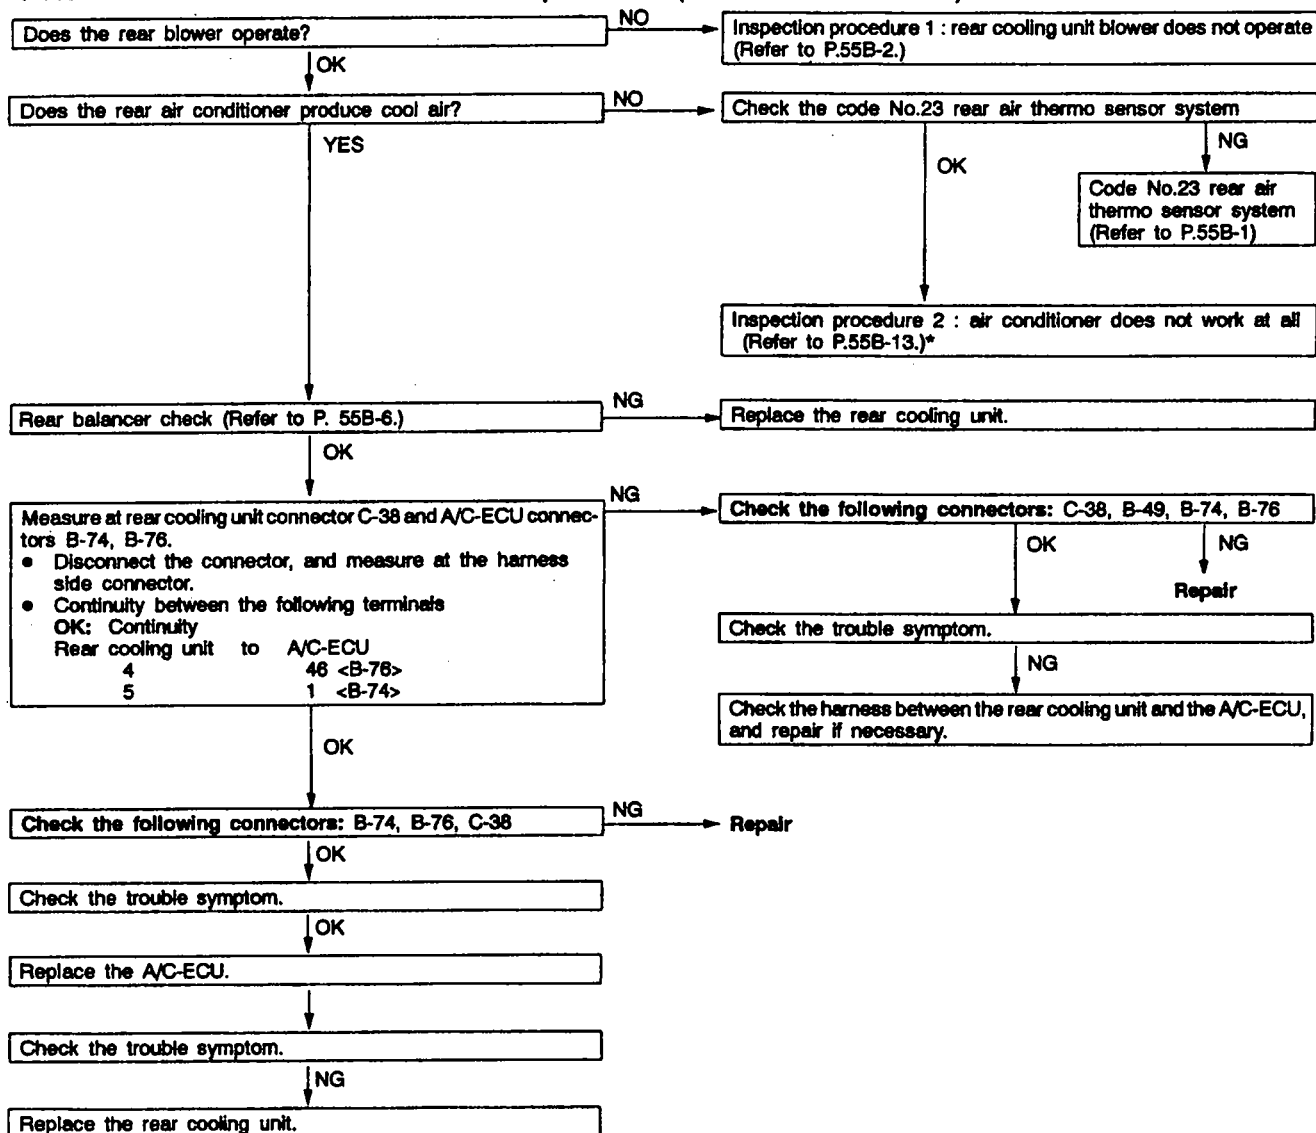 Does the rear blower operate?
NO
Inspection procedure 1 : rear cooling unit blower does not operate
(Refer to P.55B-2.)
OK
Does the rear air conditioner produce cool air?
NO
Check the code No.23 rear air thermo sensor system
YES
OK
NG
Code No.23 rear air
thermo sensor system
(Refer to P.55B-1)
Inspection procedure 2 : air conditioner does not work at all
(Refer to P.55B-13.)*
Rear balancer check (Refer to P. 55B-6.)
NG
Replace the rear cooling unit.
OK
Measure at rear cooling unit connector C-38 and A/C-ECU connec-
tors B-74, B-76.
● Disconnect the connector, and measure at the harness
side connector.
● Continuity between the following terminals
OK: Continuity
Rear cooling unit to A/C-ECU
4 46 <B-76>
5 1 <B-74>
NG
Check the following connectors: C-38, B-49, B-74, B-76
OK
NG
Repair
Check the trouble symptom.
NG
Check the harness between the rear cooling unit and the A/C-ECU,
and repair if necessary.
OK
Check the following connectors: B-74, B-76, C-38
NG
Repair
OK
Check the trouble symptom.
OK
Replace the A/C-ECU.
Check the trouble symptom.
NG
Replace the rear cooling unit.